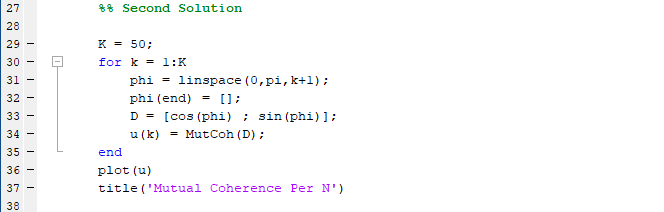 27 %% Second Solution
28
29 - K = 50;
30 - for k = 1:K
31 - phi = linspace(0,pi,k+1);
32 - phi(end) = [];
33 - D = [cos(phi) ; sin(phi)];
34 - u(k) = MutCoh(D);
35 - end
36 - plot(u)
37 - title('Mutual Coherence Per N')
38